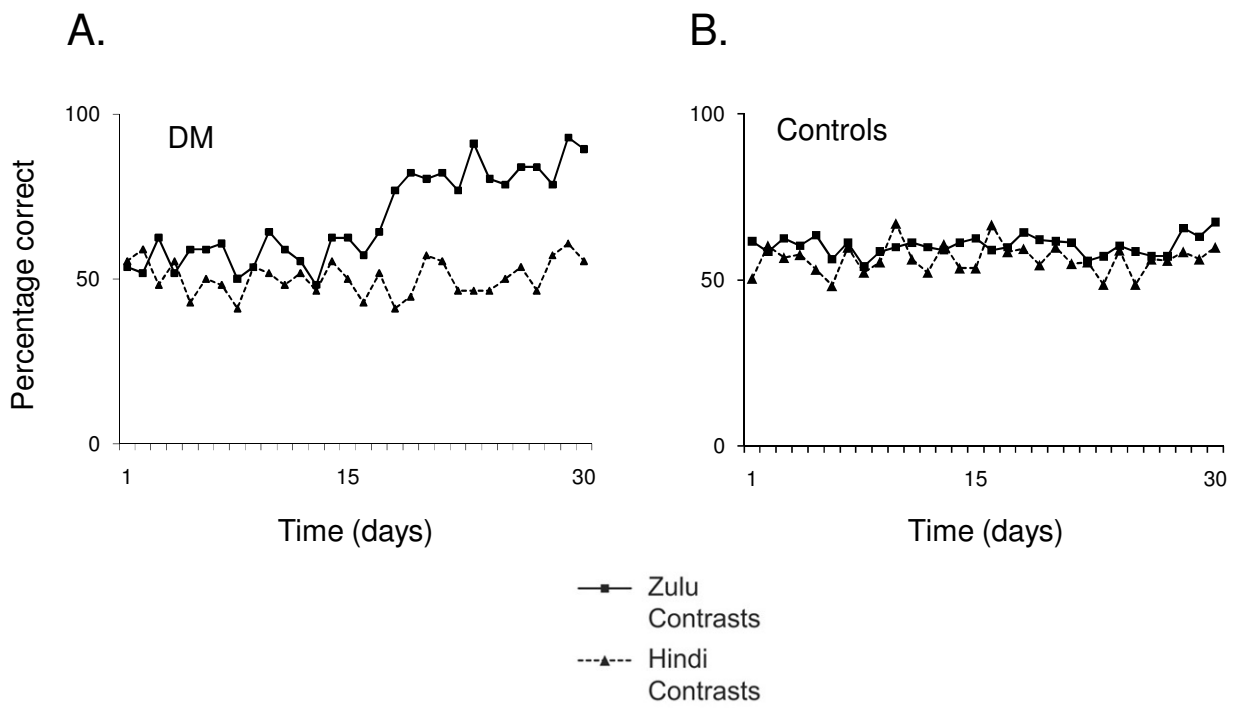 A.
B.
100
DM
50
0
1
15
30
Percentage correct
Time (days)
100
Controls
50
0
1
15
30
Time (days)
Zulu
Contrasts
Hindi
Contrasts